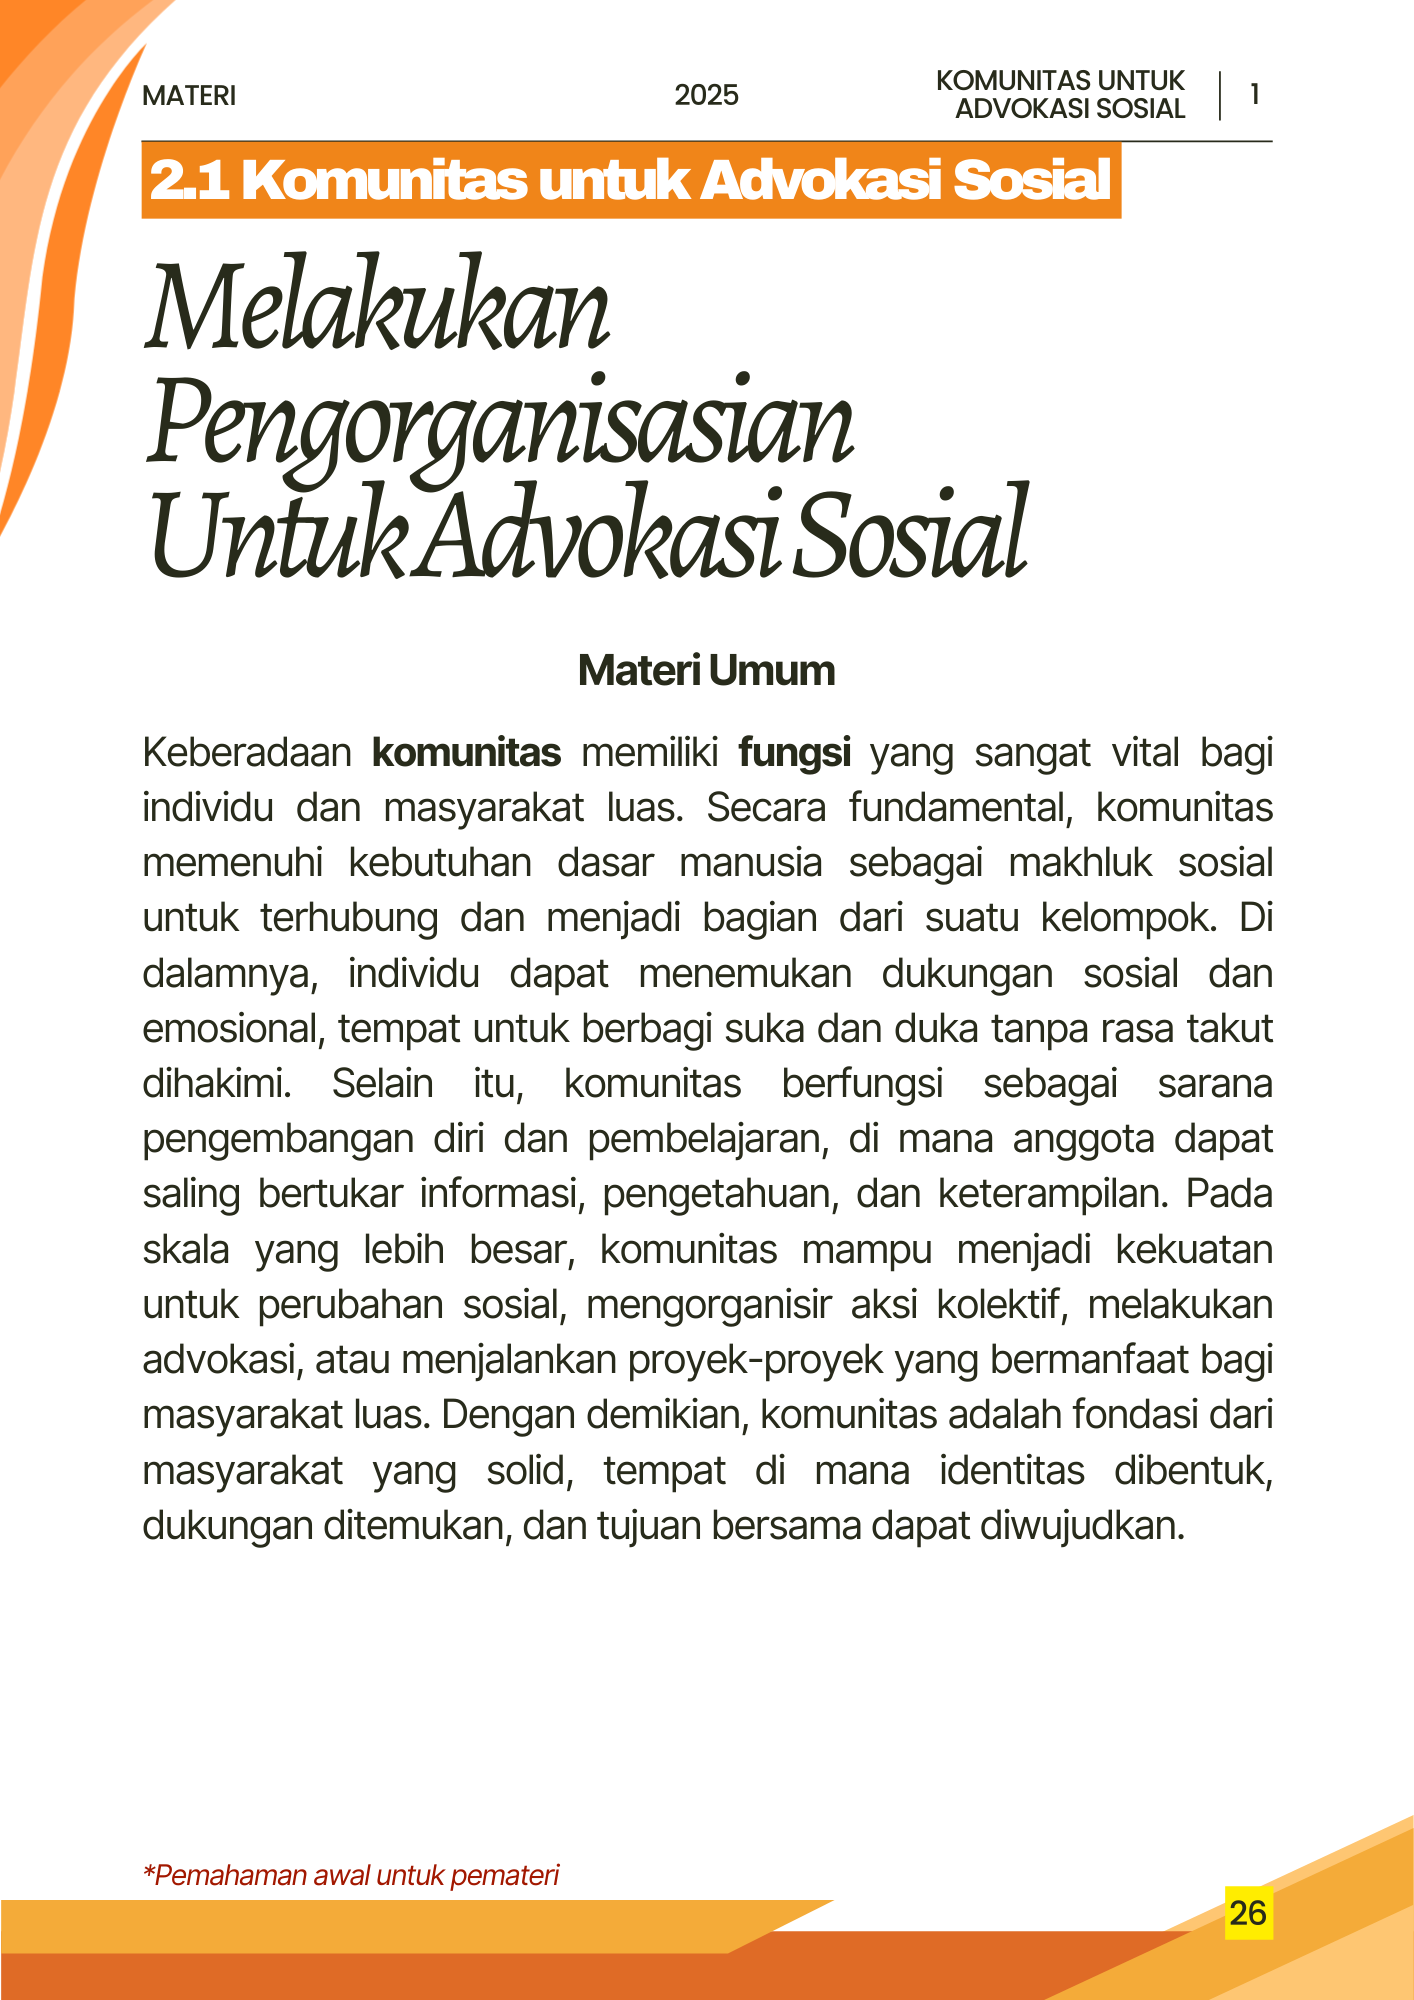 MATERI
2025
KOMUNITAS UNTUK
ADVOKASI SOSIAL
1
2.1 Komunitas untuk Advokasi Sosial
Melakukan
Pengorganisasian
Untuk Advokasi Sosial
Materi Umum
Keberadaan komunitas memiliki fungsi yang sangat vital bagi
individu dan masyarakat luas. Secara fundamental, komunitas
memenuhi kebutuhan dasar manusia sebagai makhluk sosial
untuk terhubung dan menjadi bagian dari suatu kelompok. Di
dalamnya, individu dapat menemukan dukungan sosial dan
emosional, tempat untuk berbagi suka dan duka tanpa rasa takut
dihakimi. Selain itu, komunitas berfungsi sebagai sarana
pengembangan diri dan pembelajaran, di mana anggota dapat
saling bertukar informasi, pengetahuan, dan keterampilan. Pada
skala yang lebih besar, komunitas mampu menjadi kekuatan
untuk perubahan sosial, mengorganisir aksi kolektif, melakukan
advokasi, atau menjalankan proyek-proyek yang bermanfaat bagi
masyarakat luas. Dengan demikian, komunitas adalah fondasi dari
masyarakat yang solid, tempat di mana identitas dibentuk,
dukungan ditemukan, dan tujuan bersama dapat diwujudkan.
*Pemahaman awal untuk pemateri
26